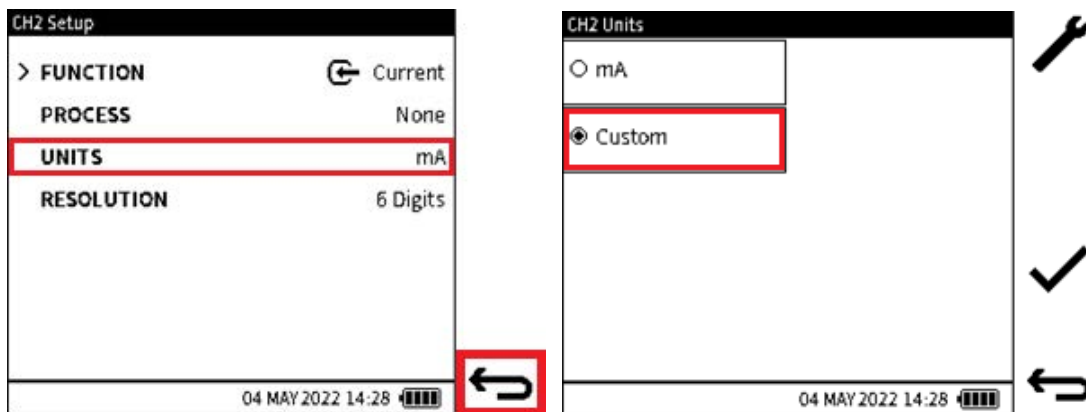 CH2 Setup
> FUNCTION Current
PROCESS None
UNITS mA
RESOLUTION 6 Digits
04 MAY 2022 14:28
CH2 Units
mA
Custom
04 MAY 2022 14:28